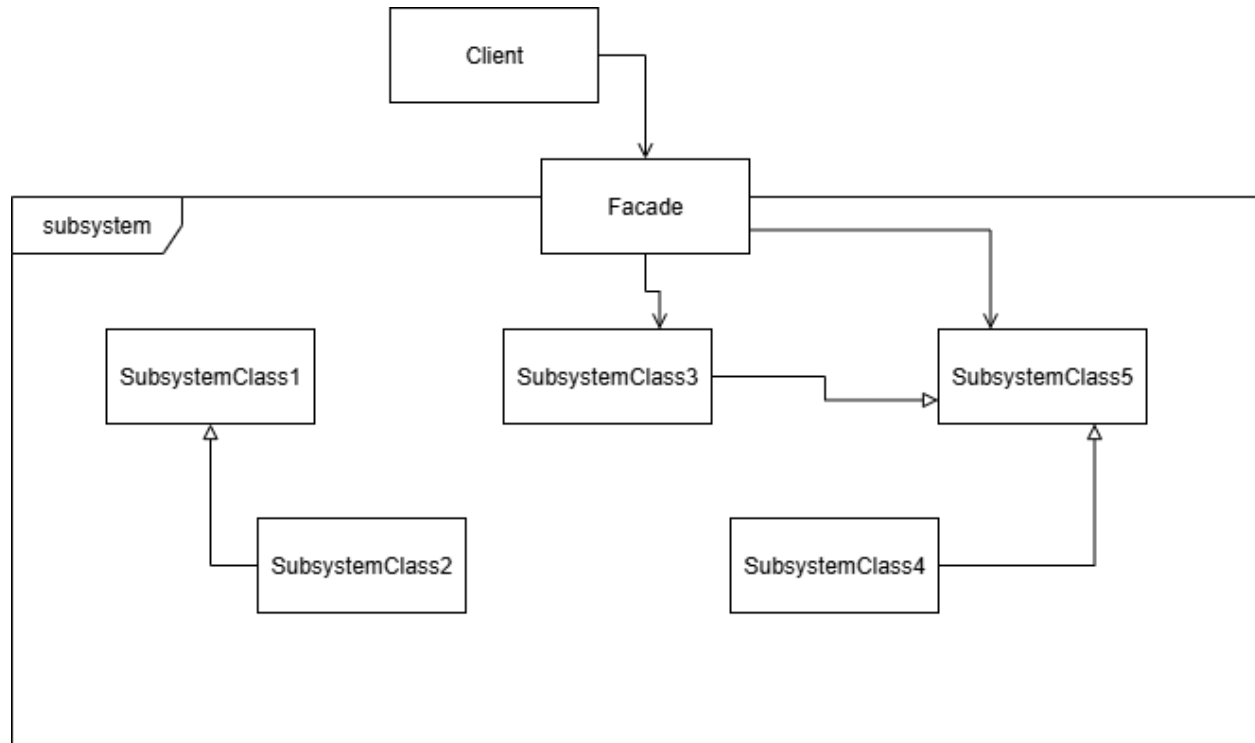 Client
Facade
subsystem
SubsystemClass1
SubsystemClass3
SubsystemClass5
SubsystemClass2
SubsystemClass4